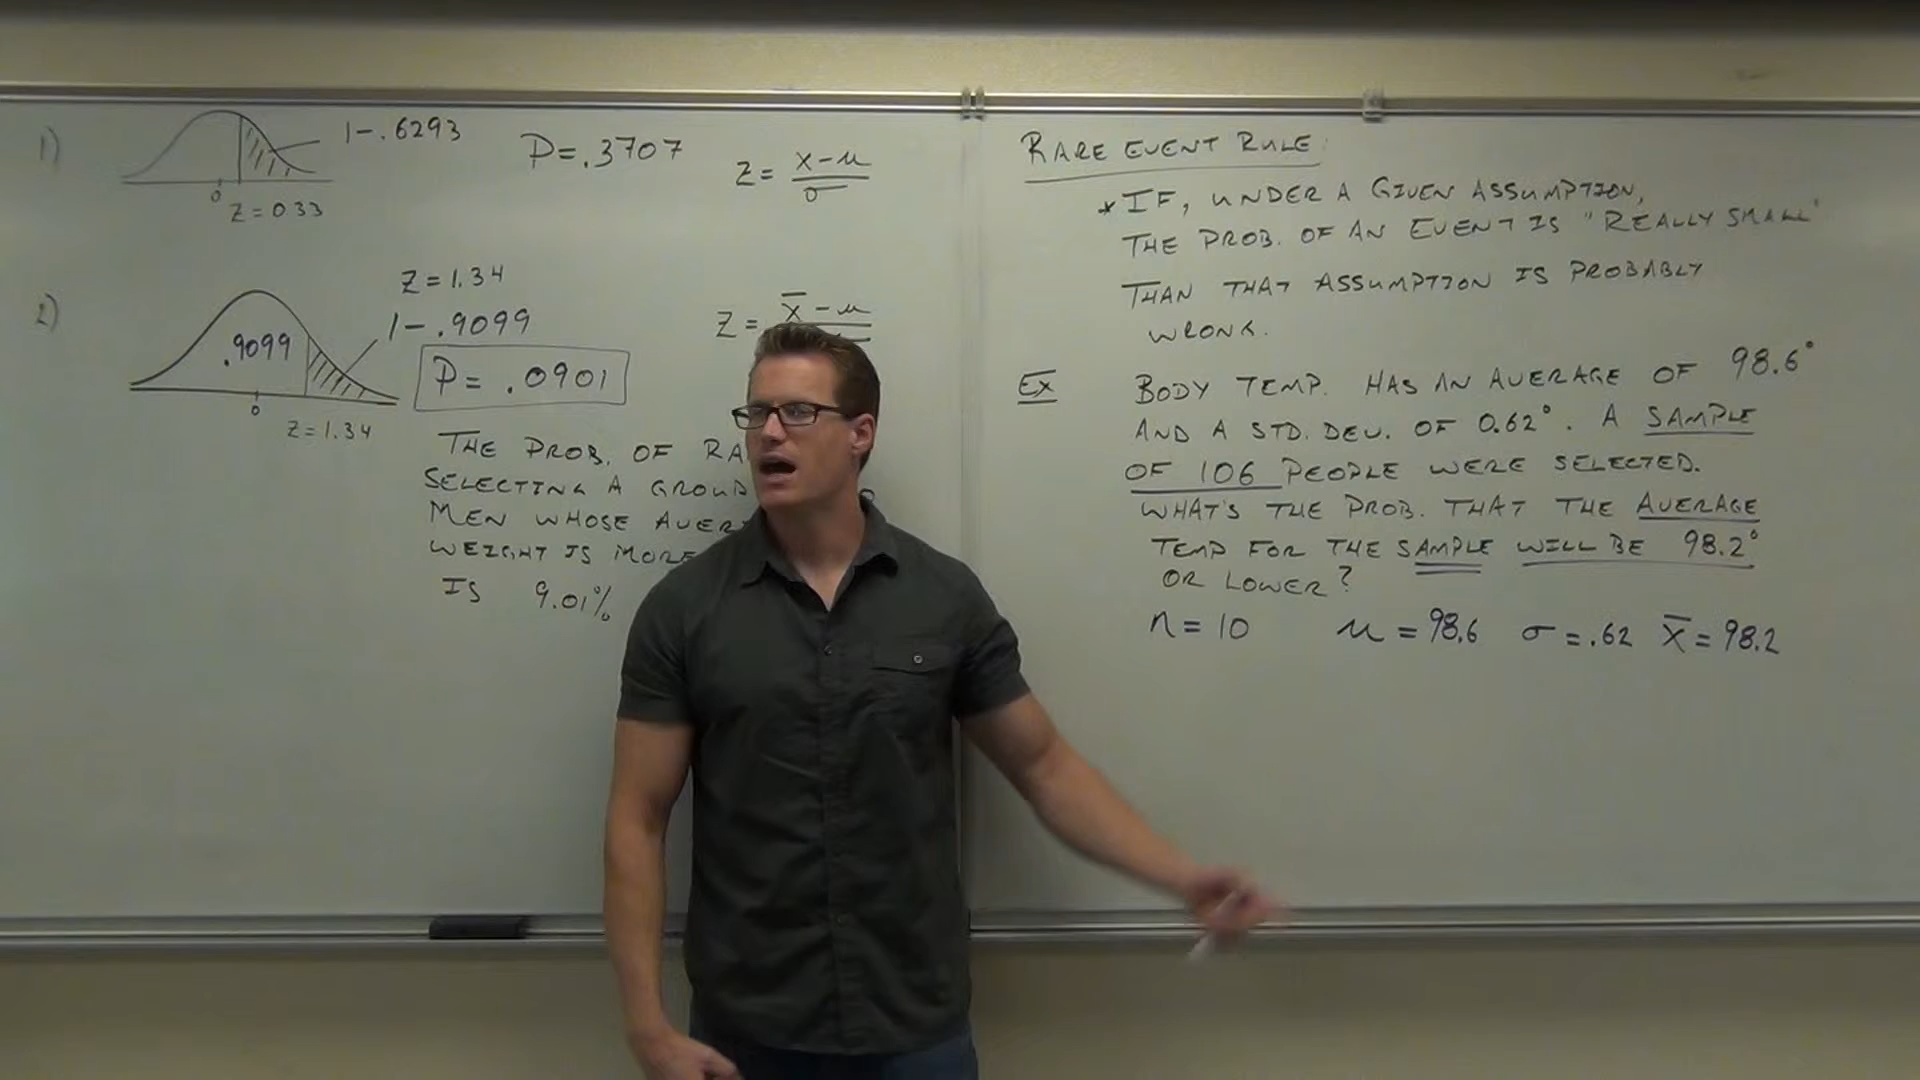 1)
1-.6293
P=.3707
z = x-μ
σ
0
z=0.33
2)
z=1.34
1-.9099
.9099
P= .0901
0
z=1.34
z = x̄-μ
THE PROB. OF
SELECTING A GROUP
MEN WHOSE
WEIGHT IS MORE
IS 9.01%
RARE EVENT RULE:
*IF, UNDER A GIVEN ASSUMPTION,
THE PROB. OF AN EVENT IS "REALLY SMALL"
THAN THAT ASSUMPTION IS PROBABLY
WRONG.
EX BODY TEMP. HAS AN AVERAGE OF 98.6°
AND A STD. DEV. OF 0.62°. A SAMPLE
OF 106 PEOPLE WERE SELECTED.
WHAT'S THE PROB. THAT THE AVERAGE
TEMP FOR THE SAMPLE WILL BE 98.2°
OR LOWER?
n=10 μ=98.6 σ=.62 x̄=98.2